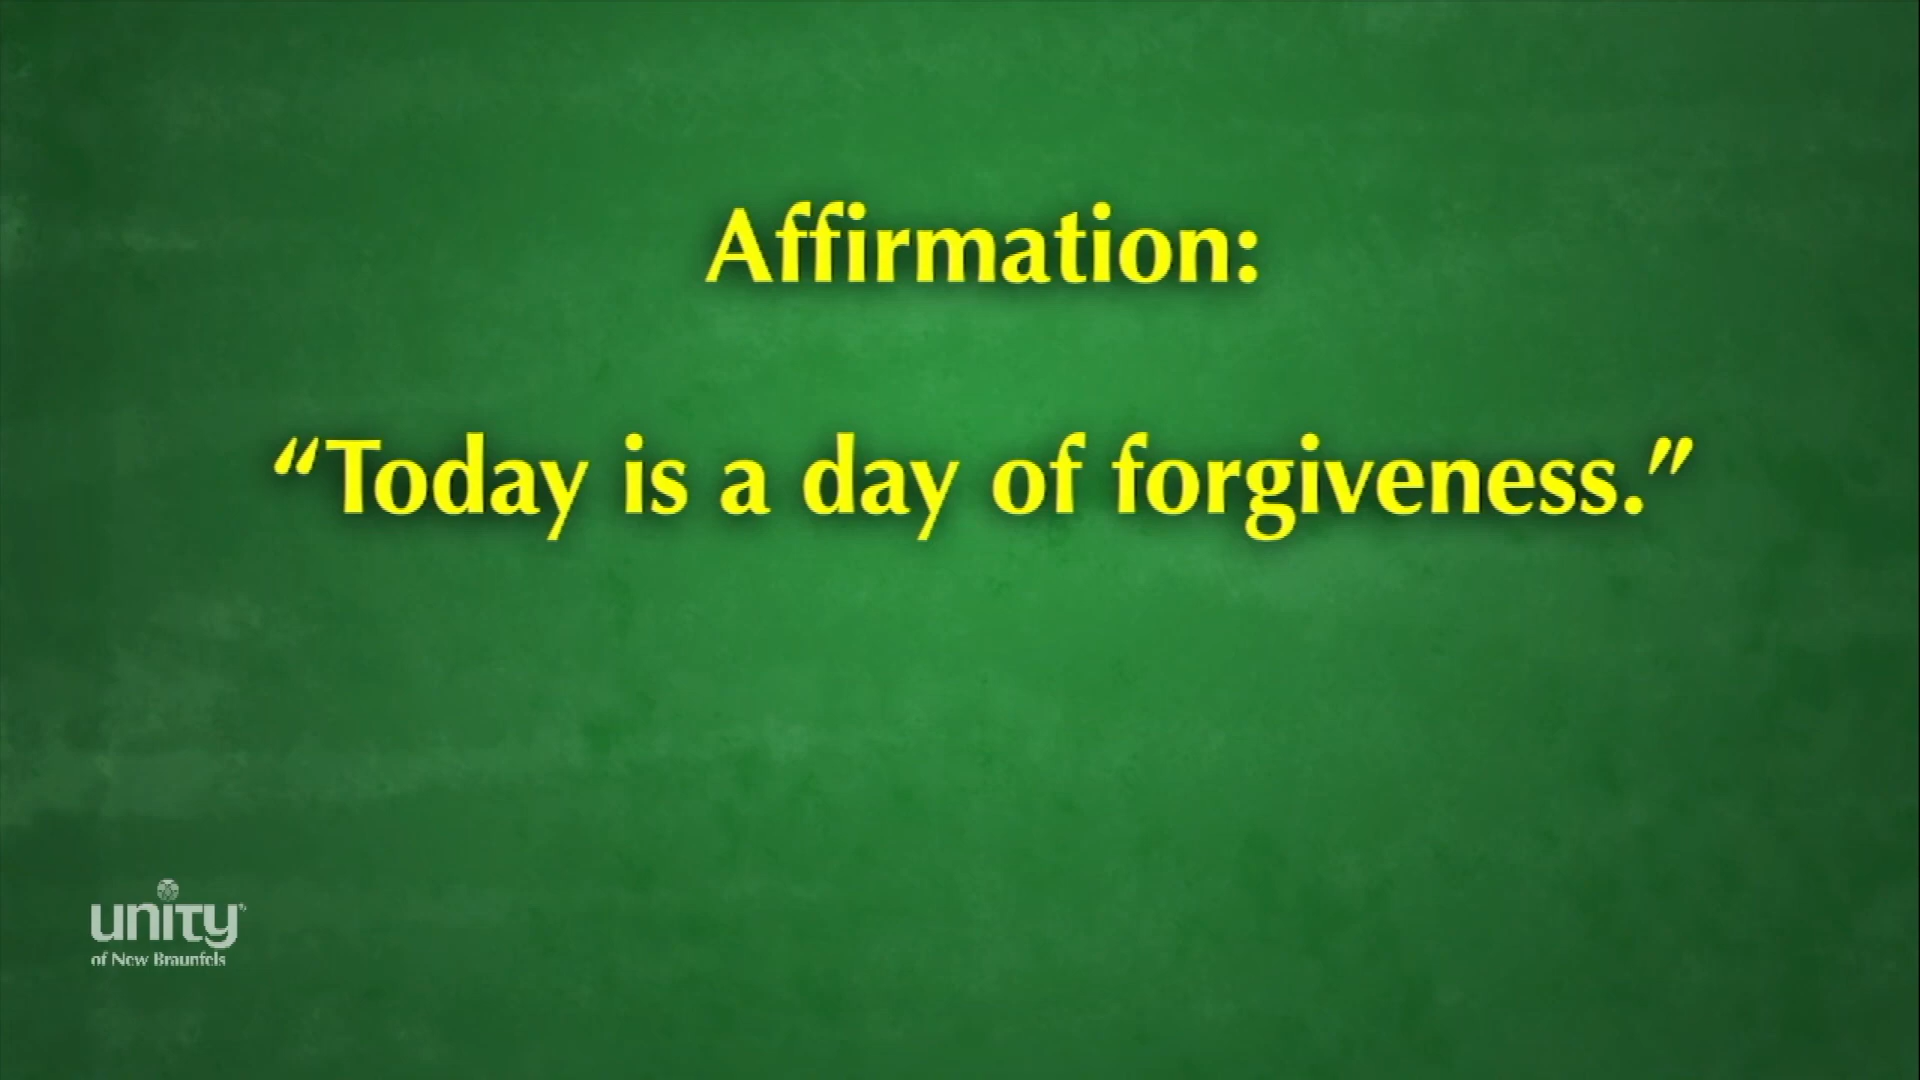 Affirmation:
“Today is a day of forgiveness.”
unity
of New Braunfels